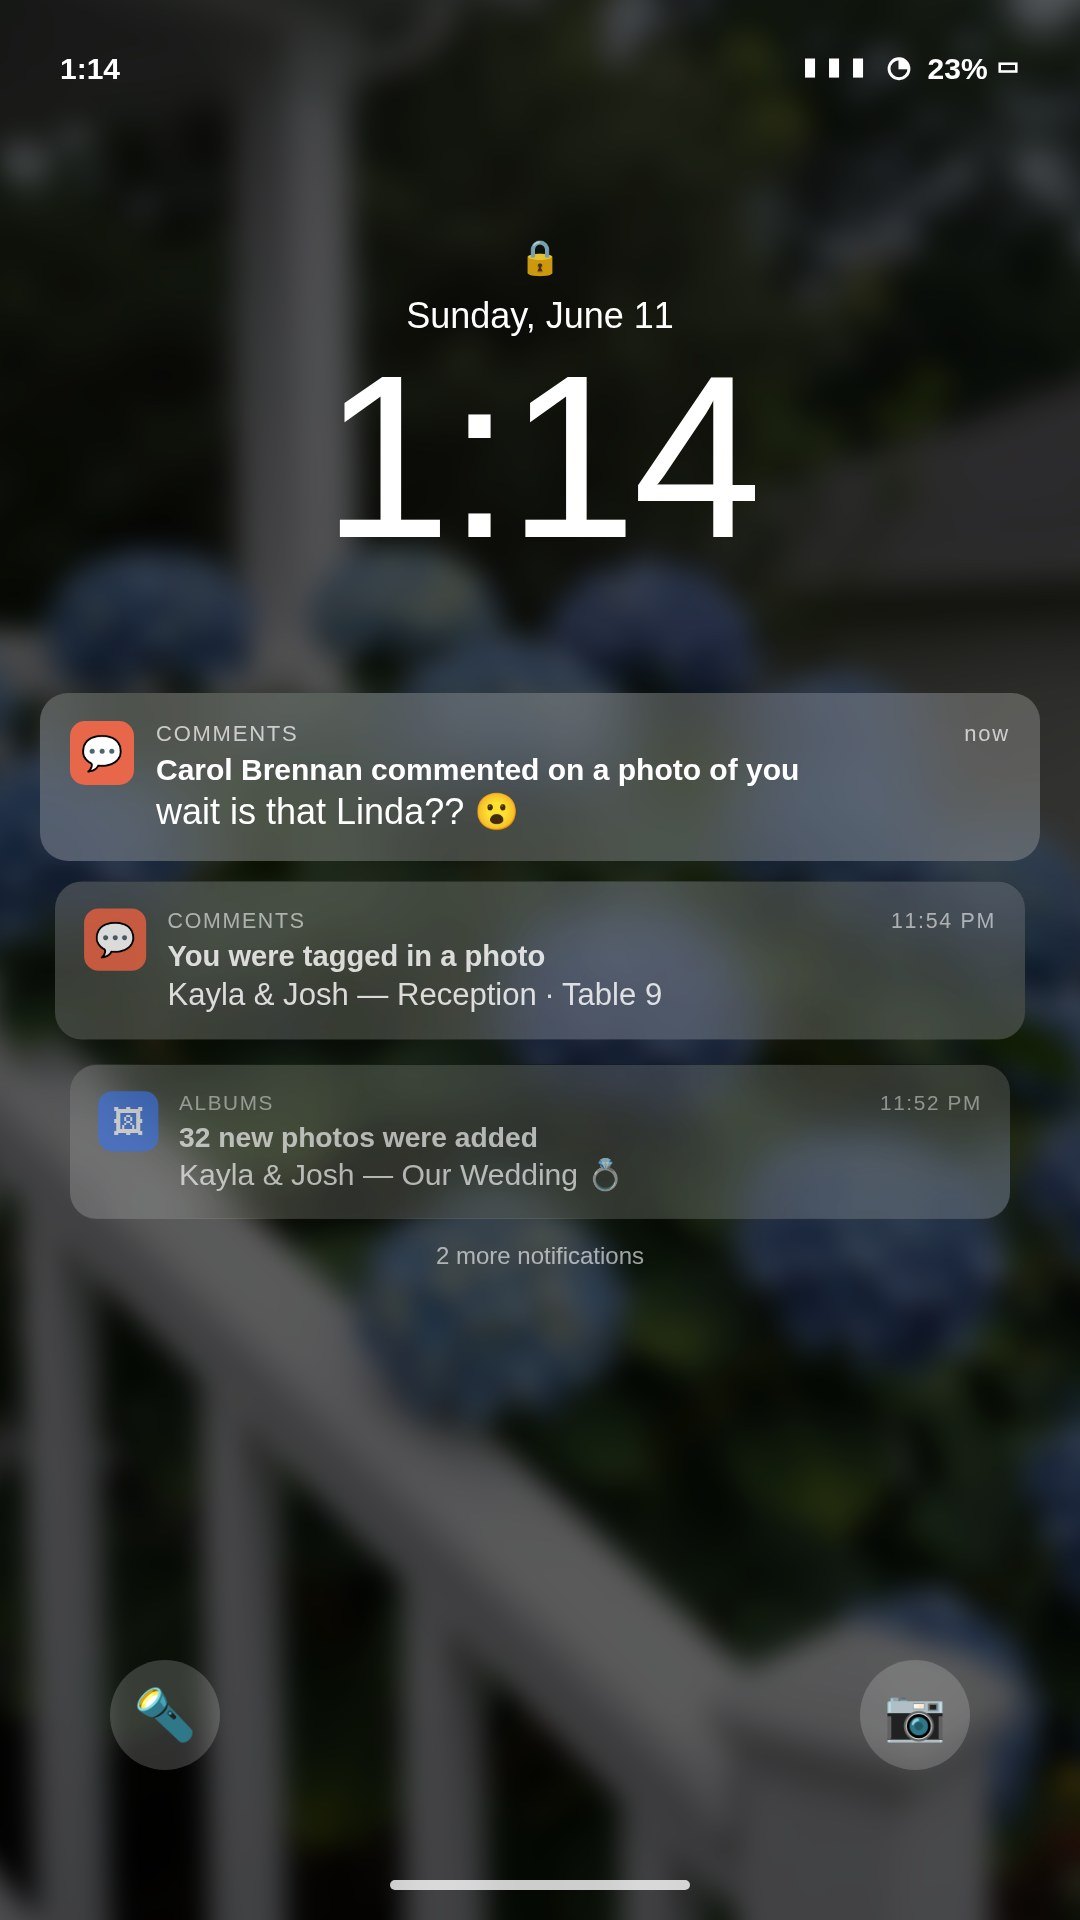 1:14
23%
Sunday, June 11
1:14
COMMENTS
now
Carol Brennan commented on a photo of you
wait is that Linda?? 😮
COMMENTS
11:54 PM
You were tagged in a photo
Kayla & Josh — Reception · Table 9
ALBUMS
11:52 PM
32 new photos were added
Kayla & Josh — Our Wedding 💍
2 more notifications